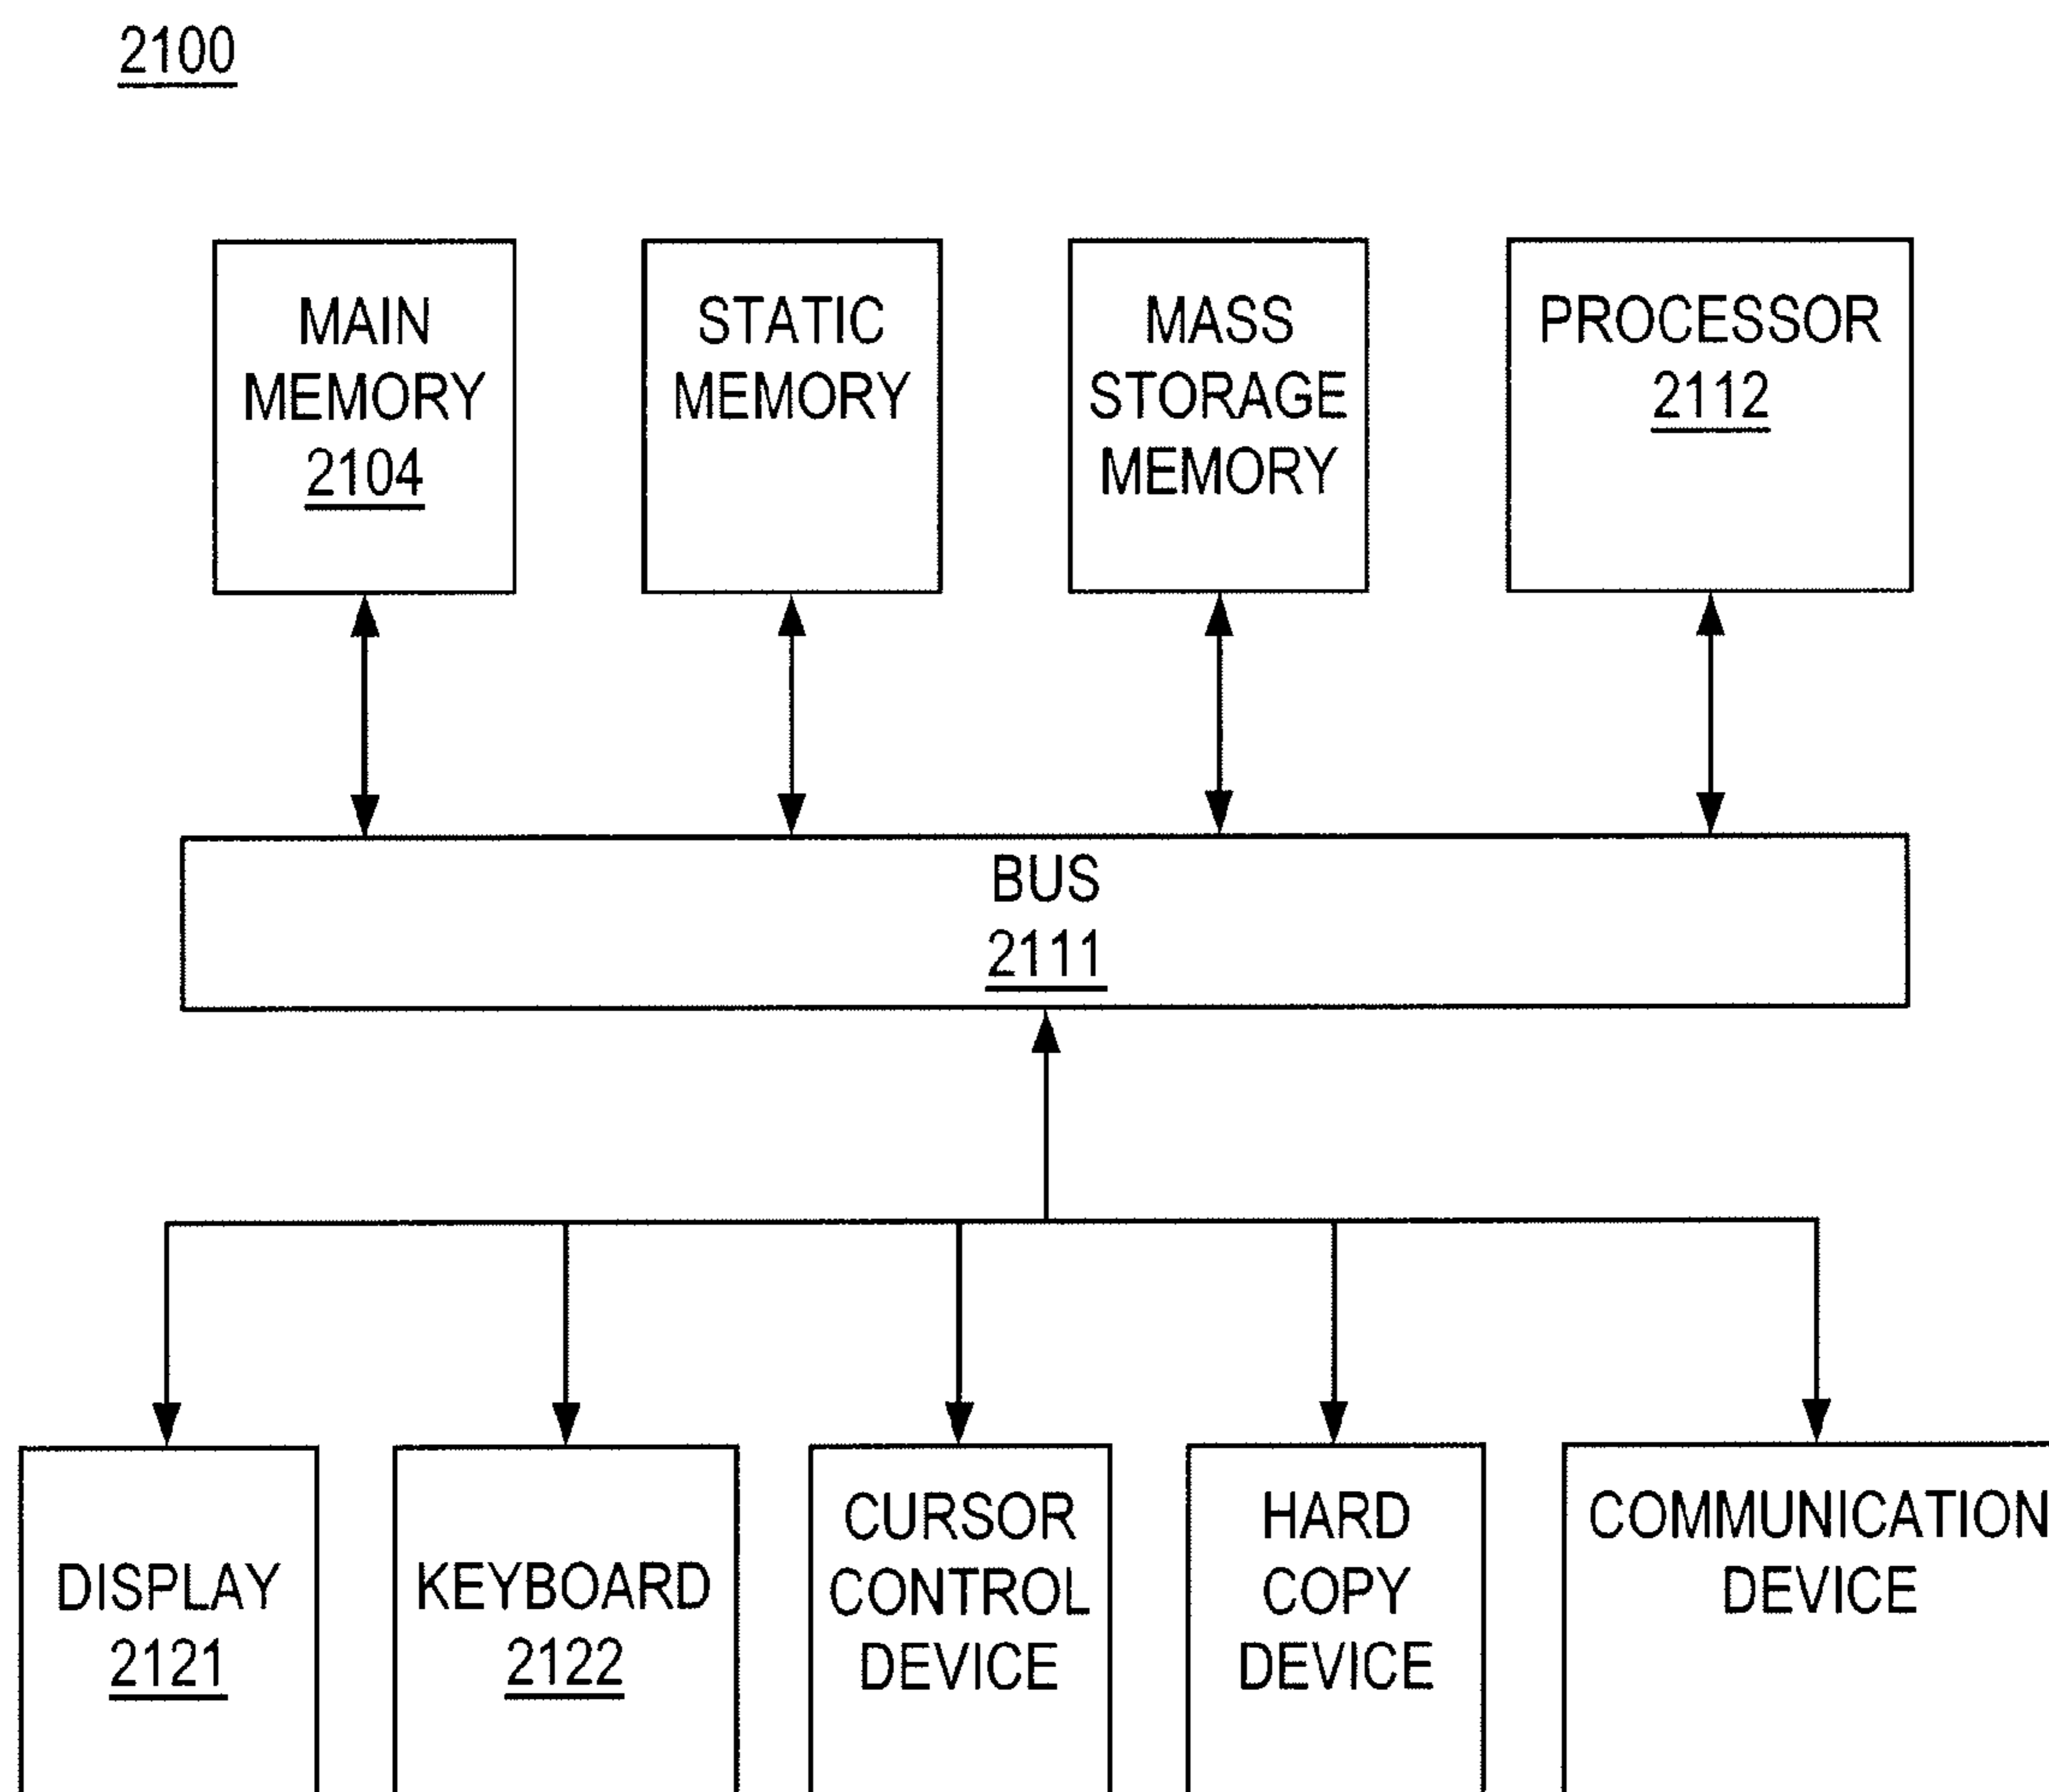 2100
MAIN
MEMORY
2104
STATIC
MEMORY
MASS
STORAGE
MEMORY
PROCESSOR
2112
BUS
2111
DISPLAY
2121
KEYBOARD
2122
CURSOR
CONTROL
DEVICE
HARD
COPY
DEVICE
COMMUNICATION
DEVICE